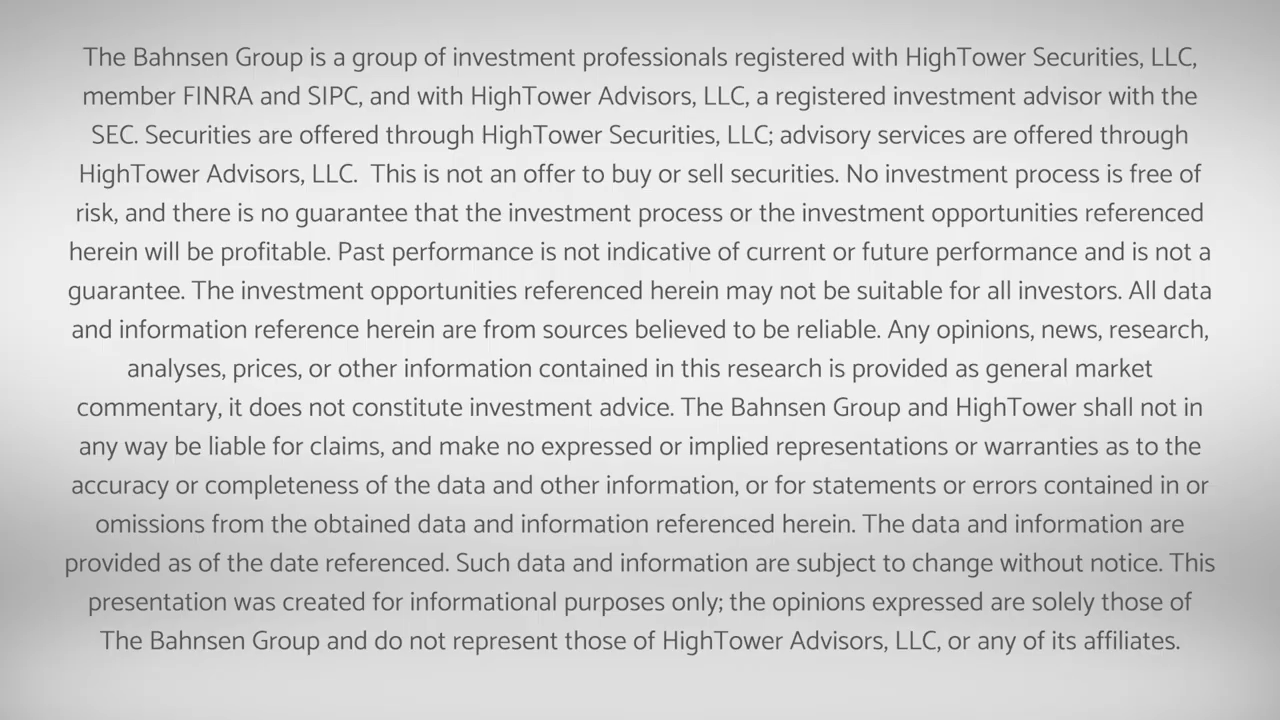 The Bahnsen Group is a group of investment professionals registered with HighTower Securities, LLC,
member FINRA and SIPC, and with HighTower Advisors, LLC, a registered investment advisor with the
SEC. Securities are offered through HighTower Securities, LLC; advisory services are offered through
HighTower Advisors, LLC.  This is not an offer to buy or sell securities. No investment process is free of
risk, and there is no guarantee that the investment process or the investment opportunities referenced
herein will be profitable. Past performance is not indicative of current or future performance and is not a
guarantee. The investment opportunities referenced herein may not be suitable for all investors. All data
and information reference herein are from sources believed to be reliable. Any opinions, news, research,
analyses, prices, or other information contained in this research is provided as general market
commentary, it does not constitute investment advice. The Bahnsen Group and HighTower shall not in
any way be liable for claims, and make no expressed or implied representations or warranties as to the
accuracy or completeness of the data and other information, or for statements or errors contained in or
omissions from the obtained data and information referenced herein. The data and information are
provided as of the date referenced. Such data and information are subject to change without notice. This
presentation was created for informational purposes only; the opinions expressed are solely those of
The Bahnsen Group and do not represent those of HighTower Advisors, LLC, or any of its affiliates.